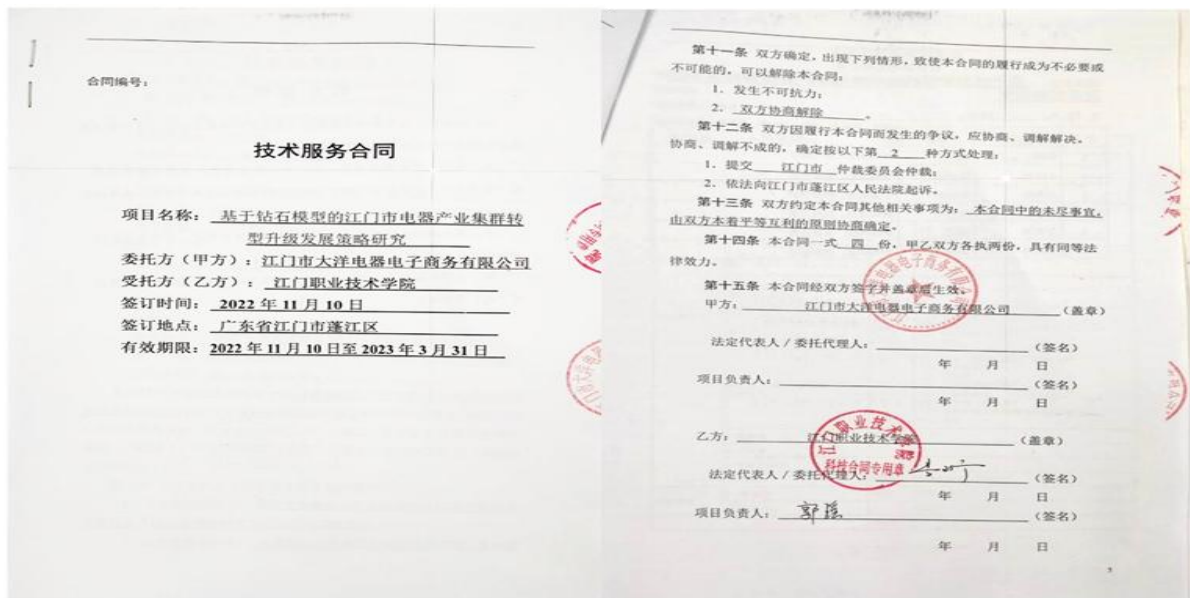 合同编号：
技术服务合同
项目名称： 基于钻石模型的江门市电器产业集群转
型升级发展策略研究
委托方（甲方）：江门市大洋电器电子商务有限公司
受托方（乙方）： 江门职业技术学院
签订时间： 2022 年 11 月 10 日
签订地点： 广东省江门市蓬江区
有效期限：2022 年 11 月 10 日至 2023 年 3 月 31 日
第十一条 双方确定，出现下列情形，致使本合同的履行成为不必要或
不可能的，可以解除本合同：
1. 发生不可抗力；
2. 双方协商解除 。
第十二条 双方因履行本合同而发生的争议，应协商、调解解决。
协商、调解不成的，确定按以下第 2 种方式处理：
1. 提交 江门市 仲裁委员会仲裁；
2. 依法向江门市蓬江区人民法院起诉。
第十三条 双方约定本合同其他相关事项为： 本合同中的未尽事宜，
由双方本着平等互利的原则协商确定。
第十四条 本合同一式 四 份，甲乙双方各执两份，具有同等法
律效力。
第十五条 本合同经双方签字并盖章后生效。
甲方： 江门市大洋电器电子商务有限公司 （盖章）
法定代表人／委托代理人： （签名）
年 月 日
项目负责人： （签名）
年 月 日
乙方： 江门职业技术学院 （盖章）
江门职业技术学院
科技合同专用章
法定代表人／委托代理人： （签名）
年 月 日
项目负责人： 郭瑶 （签名）
年 月 日
5